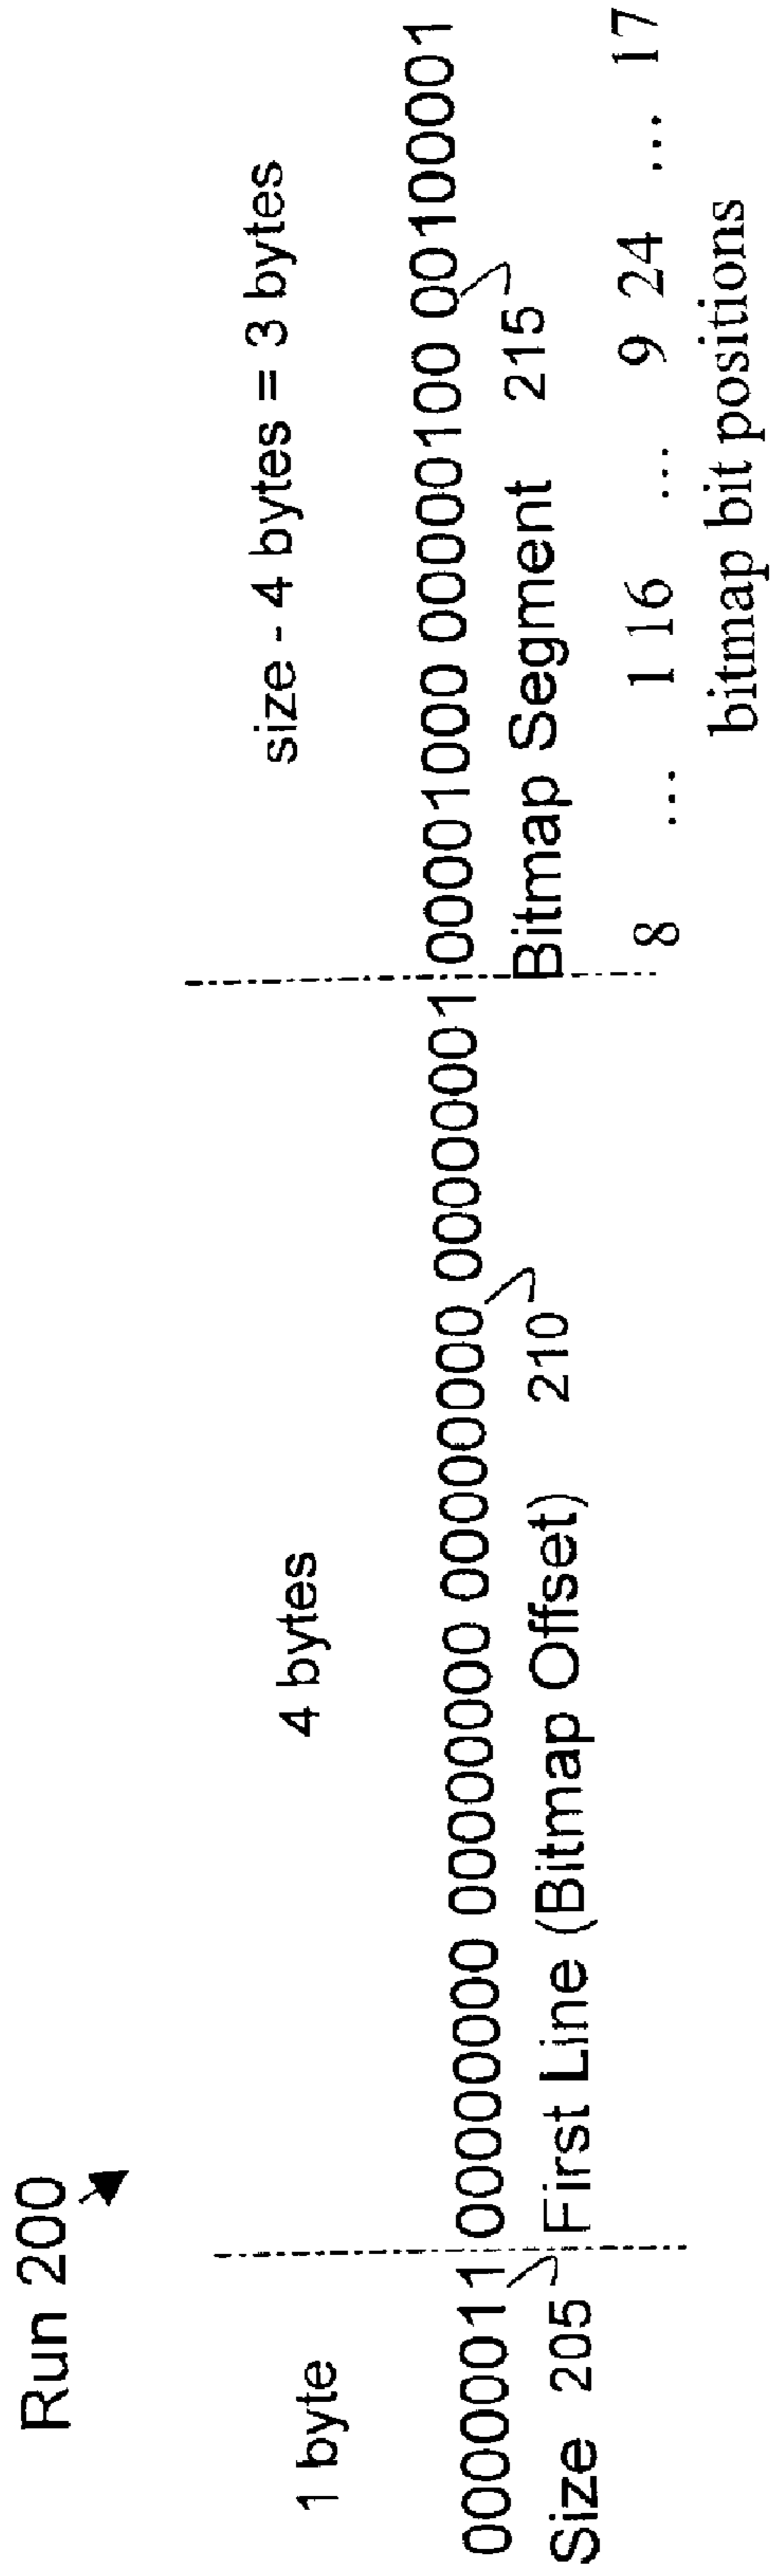 Run 200
1 byte 4 bytes size - 4 bytes = 3 bytes
00000011 00000000 00000000 00000000 00000001 00001000 00000100 00100001
Size 205 First Line (Bitmap Offset) 210 Bitmap Segment 215
8 ... 1 16 ... 9 24 ... 17
bitmap bit positions